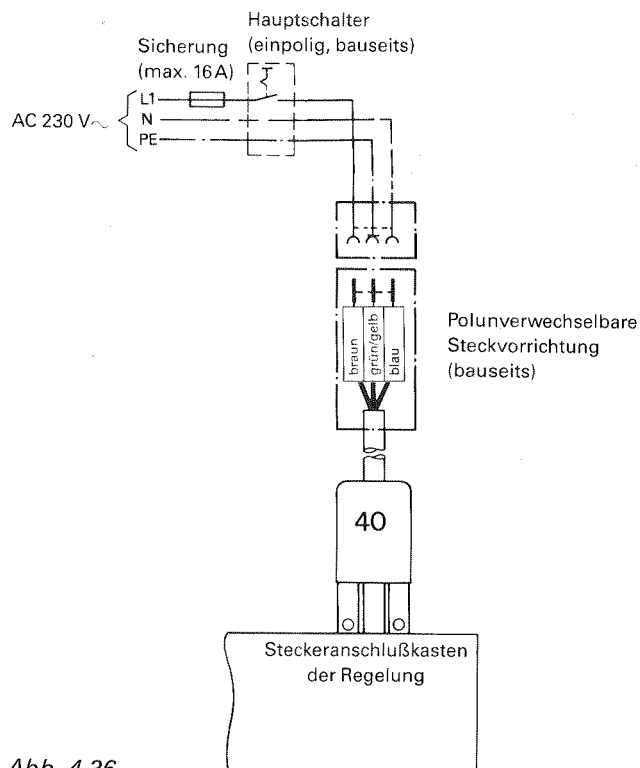 Hauptschalter
(einpolig, bauseits)
Sicherung
(max. 16A)
AC 230 V~
L1
N
PE
braun
grün/gelb
blau
Polunverwechselbare
Steckvorrichtung
(bauseits)
40
Steckeranschlußkasten
der Regelung
Abb. 4.26